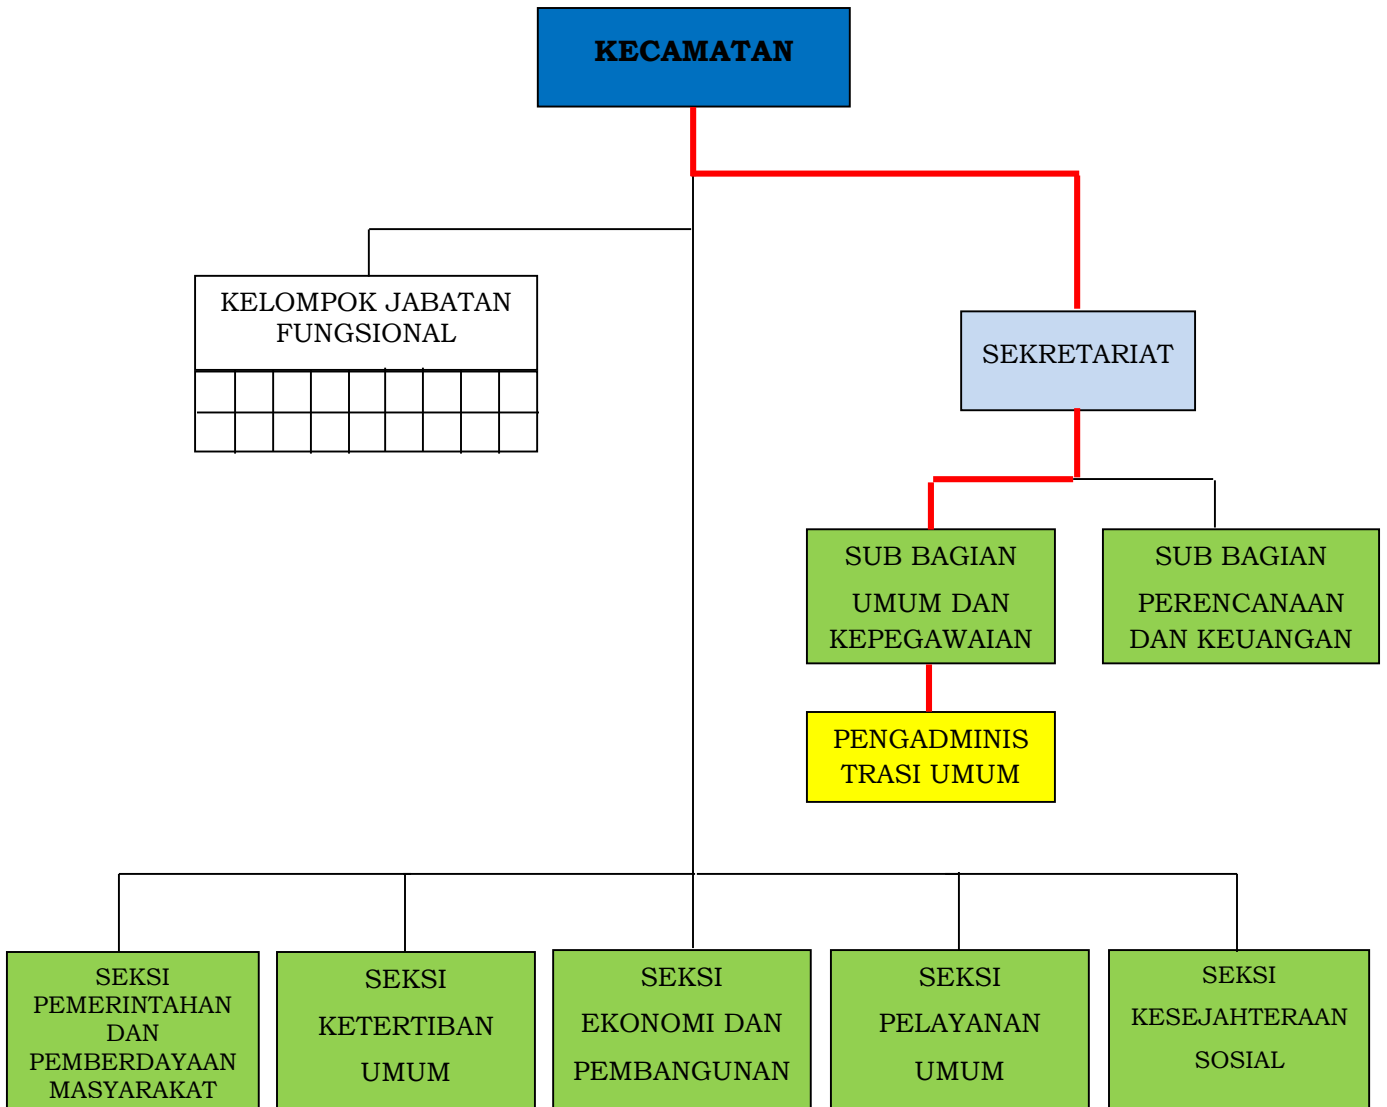 KECAMATAN
KELOMPOK JABATAN
FUNGSIONAL
SEKRETARIAT
SUB BAGIAN
UMUM DAN
KEPEGAWAIAN
SUB BAGIAN
PERENCANAAN
DAN KEUANGAN
PENGADMINIS
TRASI UMUM
SEKSI
PEMERINTAHAN
DAN
PEMBERDAYAAN
MASYARAKAT
SEKSI
KETERTIBAN
UMUM
SEKSI
EKONOMI DAN
PEMBANGUNAN
SEKSI
PELAYANAN
UMUM
SEKSI
KESEJAHTERAAN
SOSIAL